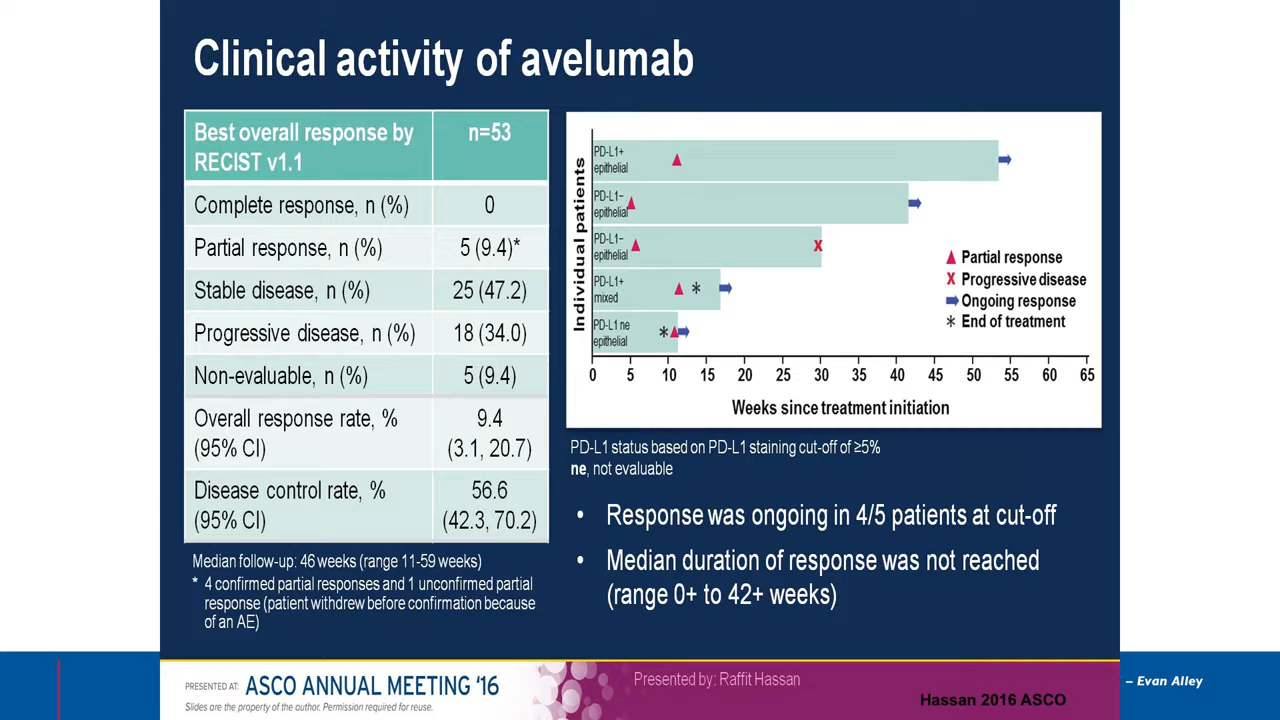 Clinical activity of avelumab
Best overall response by
RECIST v1.1
n=53
Complete response, n (%)
0
Partial response, n (%)
5 (9.4)*
Stable disease, n (%)
25 (47.2)
Progressive disease, n (%)
18 (34.0)
Non-evaluable, n (%)
5 (9.4)
Overall response rate, %
(95% CI)
9.4
(3.1, 20.7)
Disease control rate, %
(95% CI)
56.6
(42.3, 70.2)
Median follow-up: 46 weeks (range 11-59 weeks)
* 4 confirmed partial responses and 1 unconfirmed partial
response (patient withdrew before confirmation because
of an AE)
Individual patients
PD-L1+
epithelial
PD-L1−
epithelial
PD-L1−
epithelial
PD-L1+
mixed
PD-L1 ne
epithelial
X
*
*
Partial response
X Progressive disease
Ongoing response
* End of treatment
0 5 10 15 20 25 30 35 40 45 50 55 60 65
Weeks since treatment initiation
PD-L1 status based on PD-L1 staining cut-off of ≥5%
ne, not evaluable
• Response was ongoing in 4/5 patients at cut-off
• Median duration of response was not reached
(range 0+ to 42+ weeks)
PRESENTED AT: ASCO ANNUAL MEETING '16
Slides are the property of the author. Permission required for reuse.
Presented by: Raffit Hassan
Hassan 2016 ASCO
– Evan Alley